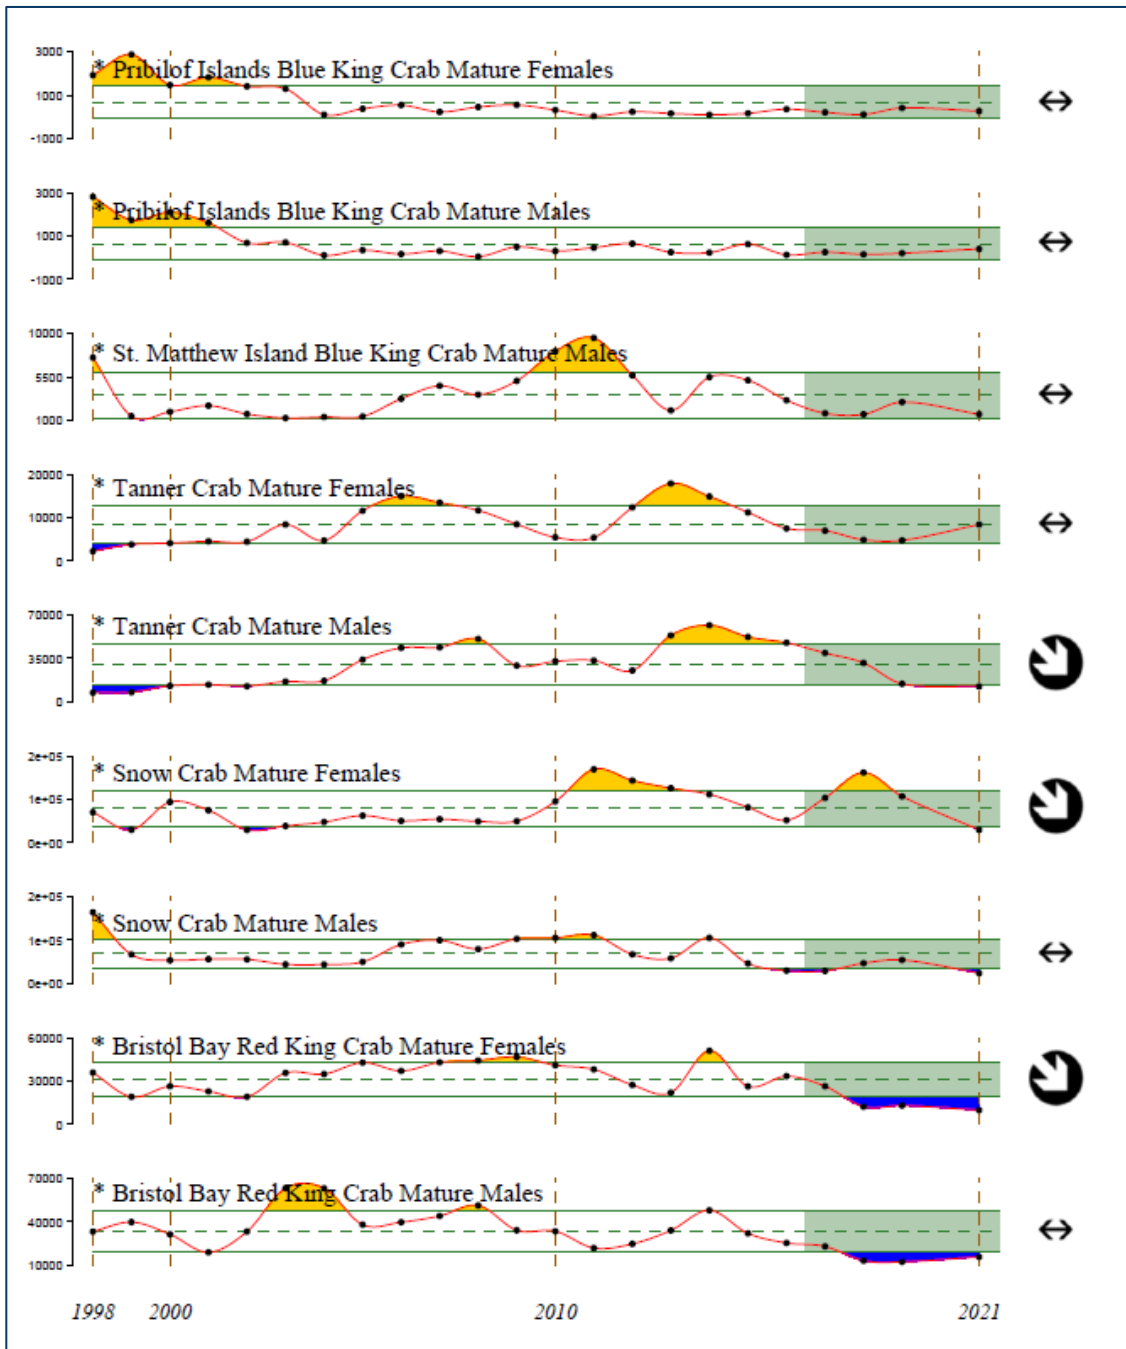 3000
* Pribilof Islands Blue King Crab Mature Females
1000
-1000
3000
* Pribilof Islands Blue King Crab Mature Males
1000
-1000
10000
* St. Matthew Island Blue King Crab Mature Males
5500
1000
20000
* Tanner Crab Mature Females
10000
0
70000
* Tanner Crab Mature Males
35000
0
2e+05
* Snow Crab Mature Females
1e+05
0e+00
2e+05
* Snow Crab Mature Males
1e+05
0e+00
60000
* Bristol Bay Red King Crab Mature Females
30000
0
70000
* Bristol Bay Red King Crab Mature Males
40000
10000
1998 2000 2010 2021